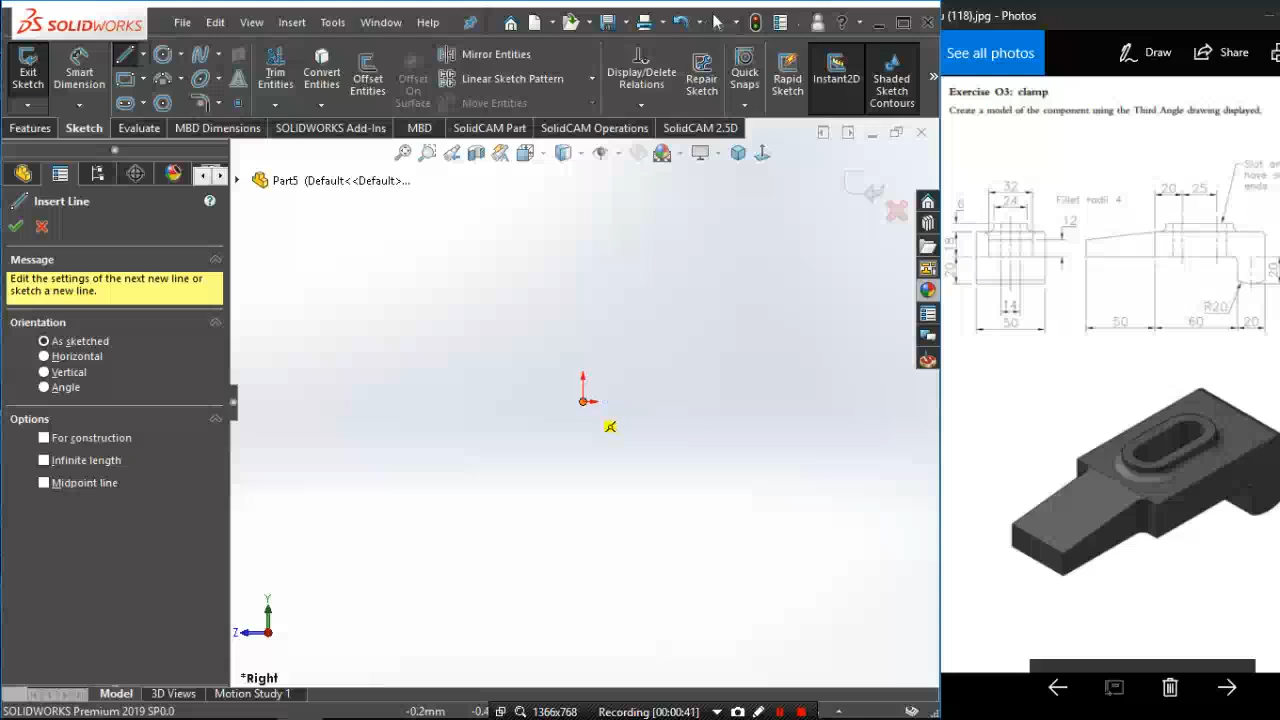 SOLIDWORKS
File Edit View Insert Tools Window Help
(118).jpg - Photos
Exit Sketch
Smart Dimension
Trim Entities
Convert Entities
Offset Entities
Offset On Surface
Mirror Entities
Linear Sketch Pattern
Move Entities
Display/Delete Relations
Repair Sketch
Quick Snaps
Rapid Sketch
Instant2D
Shaded Sketch Contours
See all photos
Draw
Share
Features Sketch Evaluate MBD Dimensions SOLIDWORKS Add-Ins MBD SolidCAM Part SolidCAM Operations SolidCAM 2.5D
Exercise O3: clamp
Create a model of the component using the Third Angle drawing displayed.
Part5 (Default<<Default>...
Insert Line
Message
Edit the settings of the next new line or
sketch a new line.
Orientation
As sketched
Horizontal
Vertical
Angle
Options
For construction
Infinite length
Midpoint line
Slot
have
ends
32
24
6
Fillet radii 4
20 25
12
18
20
14
50
R20
20
50 60 20
Y
Z
*Right
Model 3D Views Motion Study 1
SOLIDWORKS Premium 2019 SP0.0
-0.2mm
1366x768
Recording [00:00:41]